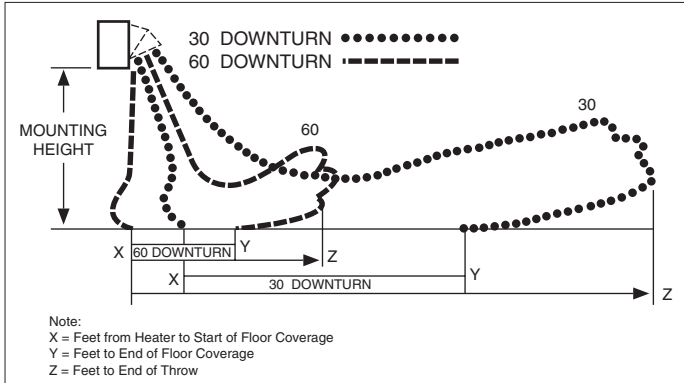 30 DOWNTURN
60 DOWNTURN
MOUNTING
HEIGHT
60
30
X
60 DOWNTURN
Y
Z
X
30 DOWNTURN
Y
Z
Note:
X = Feet from Heater to Start of Floor Coverage
Y = Feet to End of Floor Coverage
Z = Feet to End of Throw